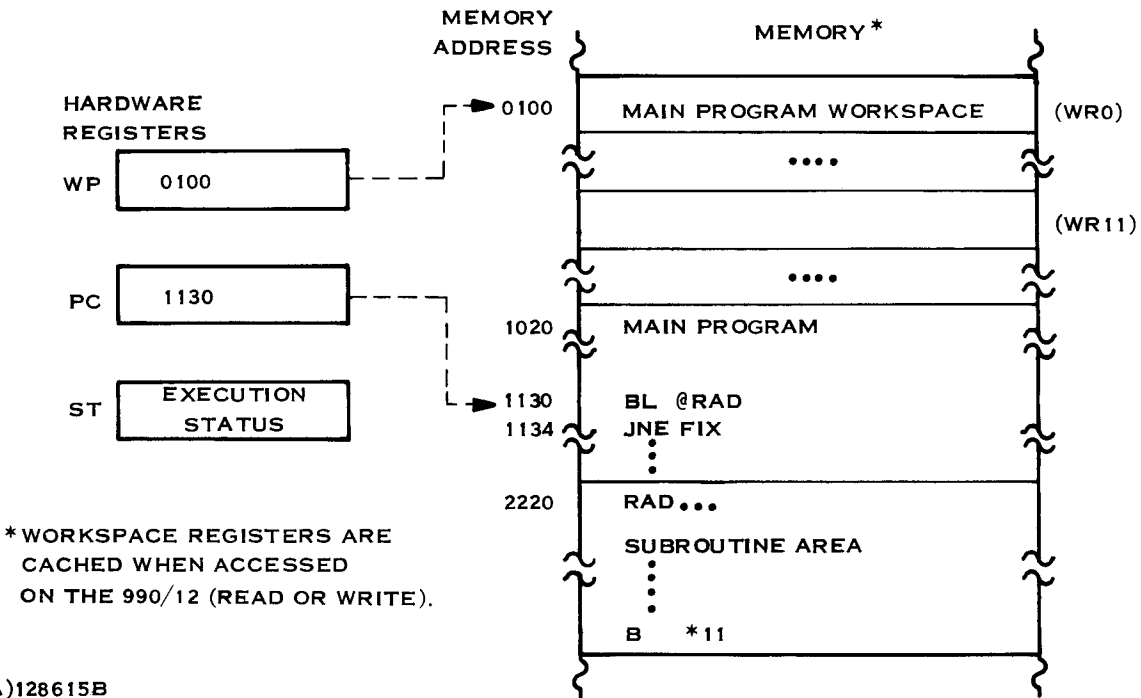 MEMORY
ADDRESS
MEMORY*
HARDWARE
REGISTERS
WP 0100
0100 MAIN PROGRAM WORKSPACE (WR0)
••••
(WR11)
••••
PC 1130
1020 MAIN PROGRAM
ST EXECUTION
STATUS
1130 BL @RAD
1134 JNE FIX
2220 RAD•••
SUBROUTINE AREA
B *11
*WORKSPACE REGISTERS ARE
CACHED WHEN ACCESSED
ON THE 990/12 (READ OR WRITE).
)128615B